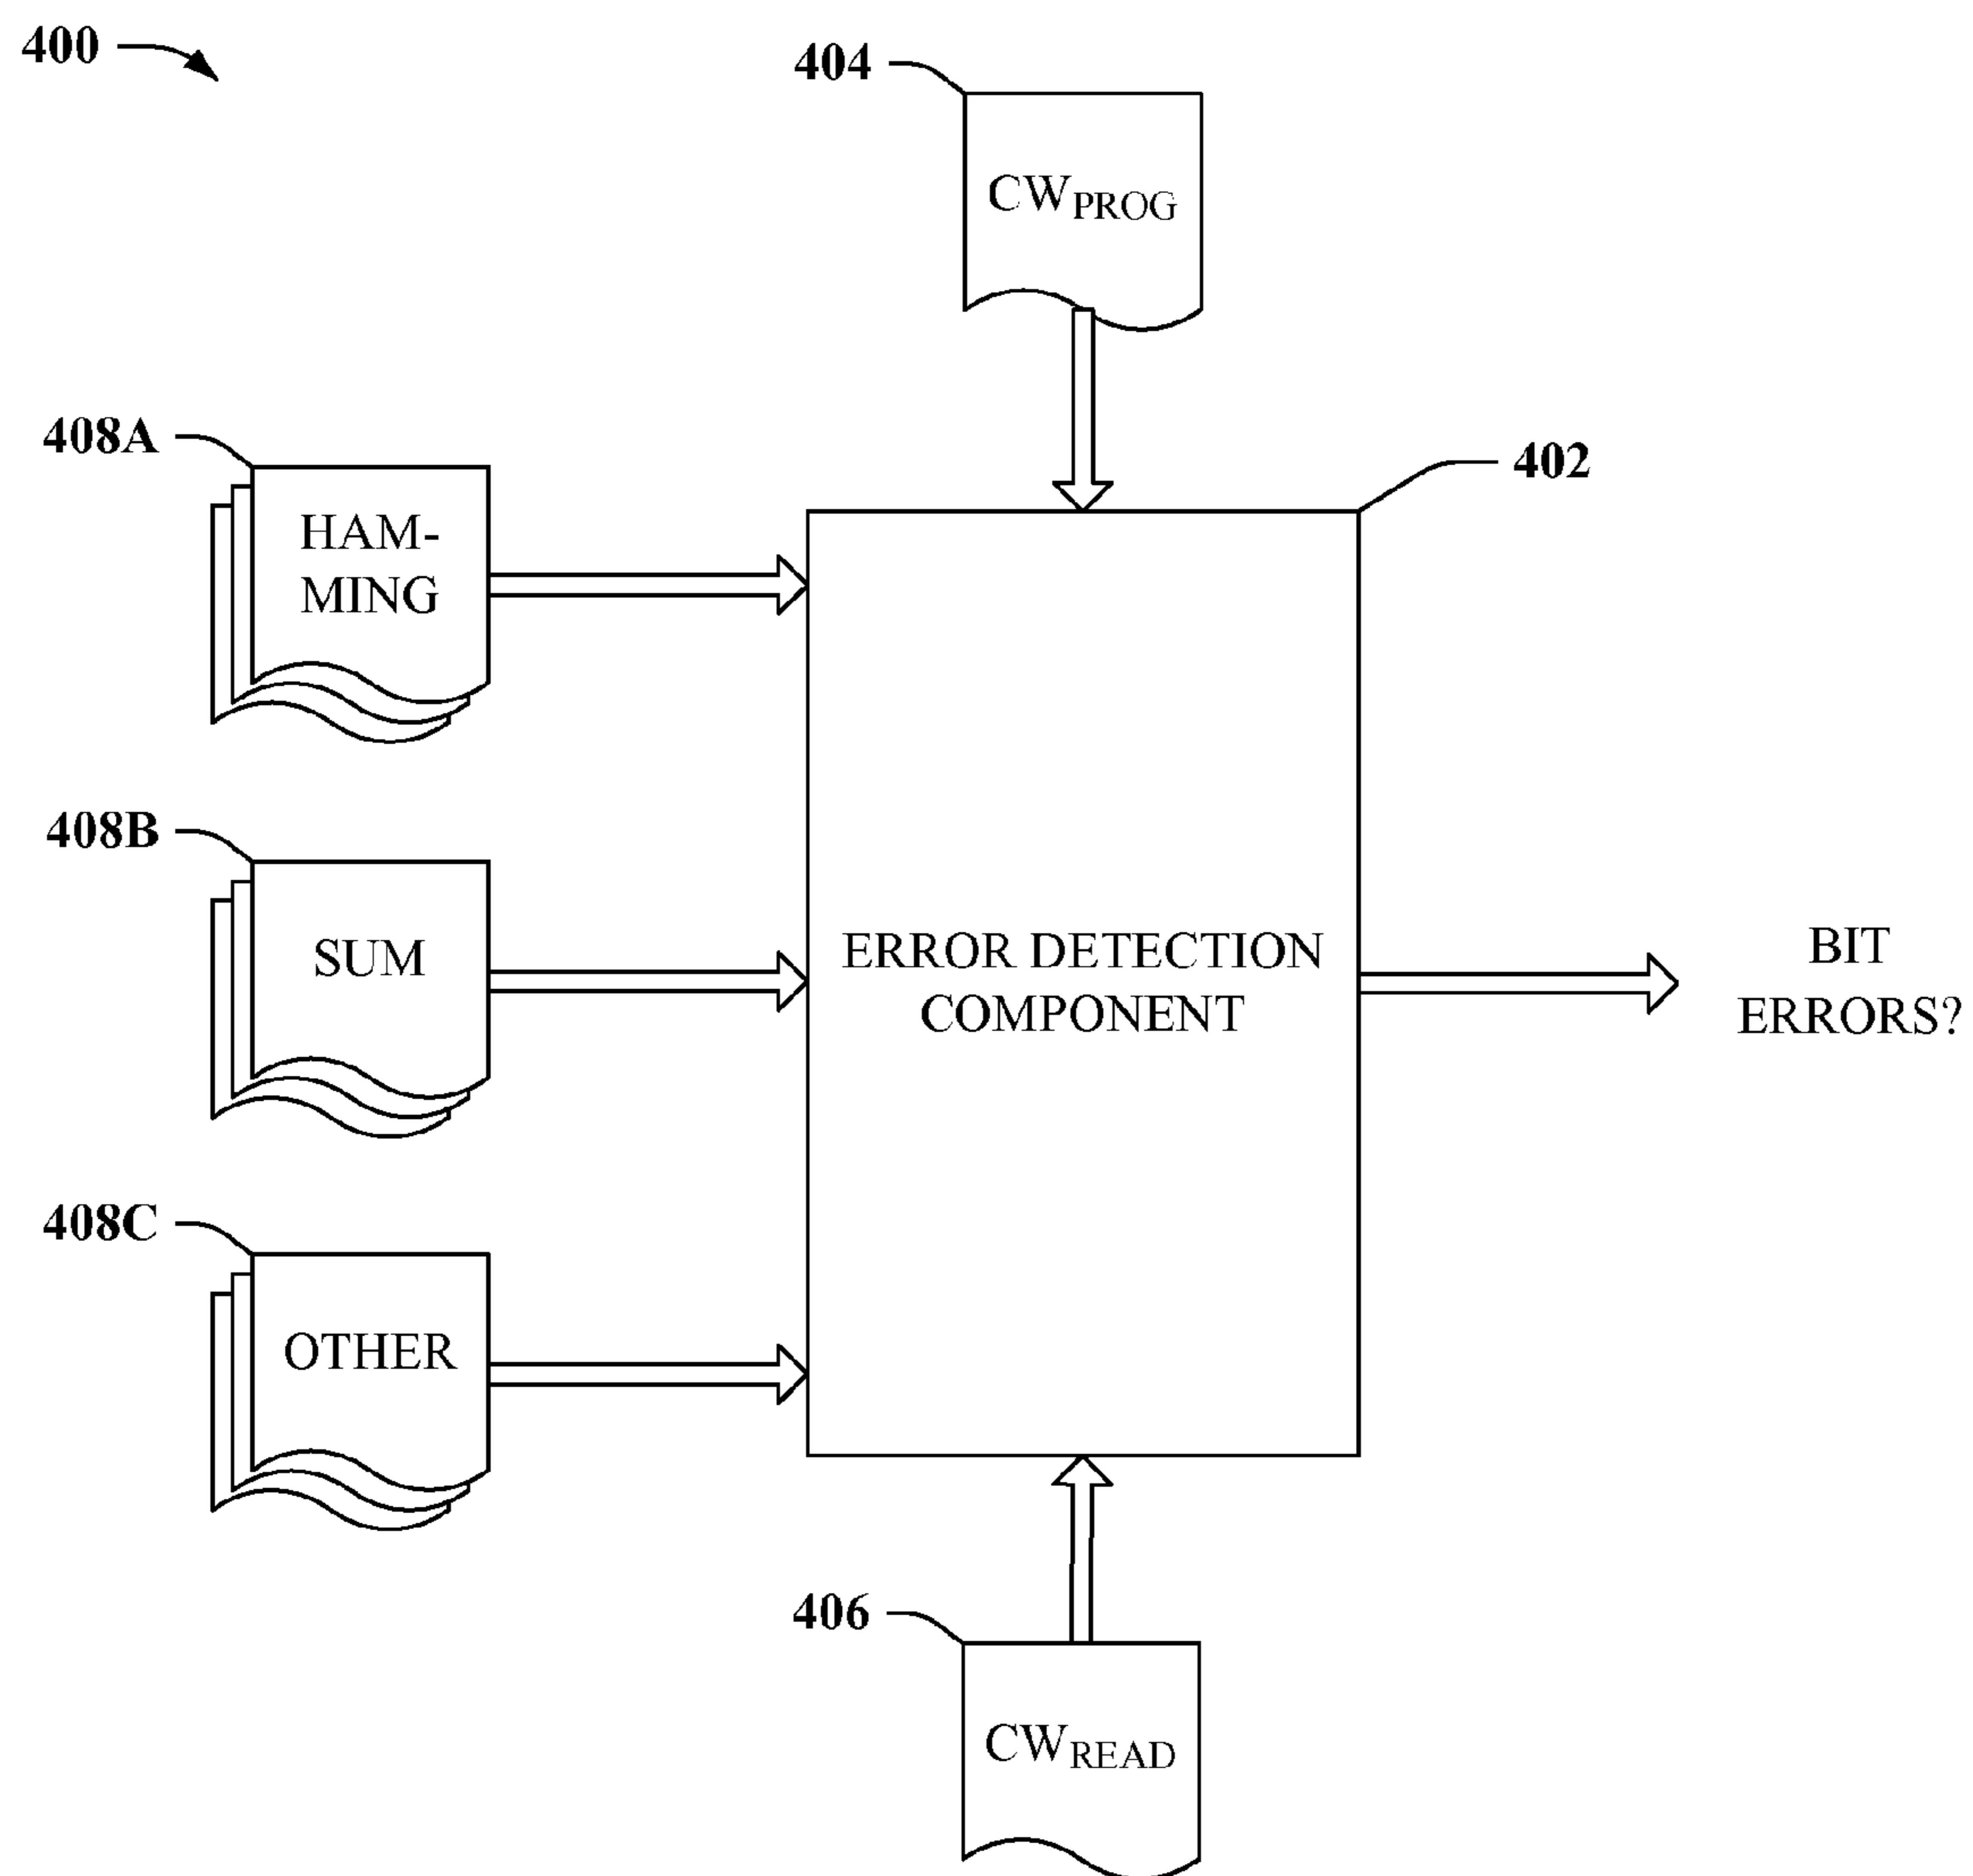 400
404
CWPROG
408A
HAM-
MING
402
408B
SUM
ERROR DETECTION
COMPONENT
BIT
ERRORS?
408C
OTHER
406
CWREAD